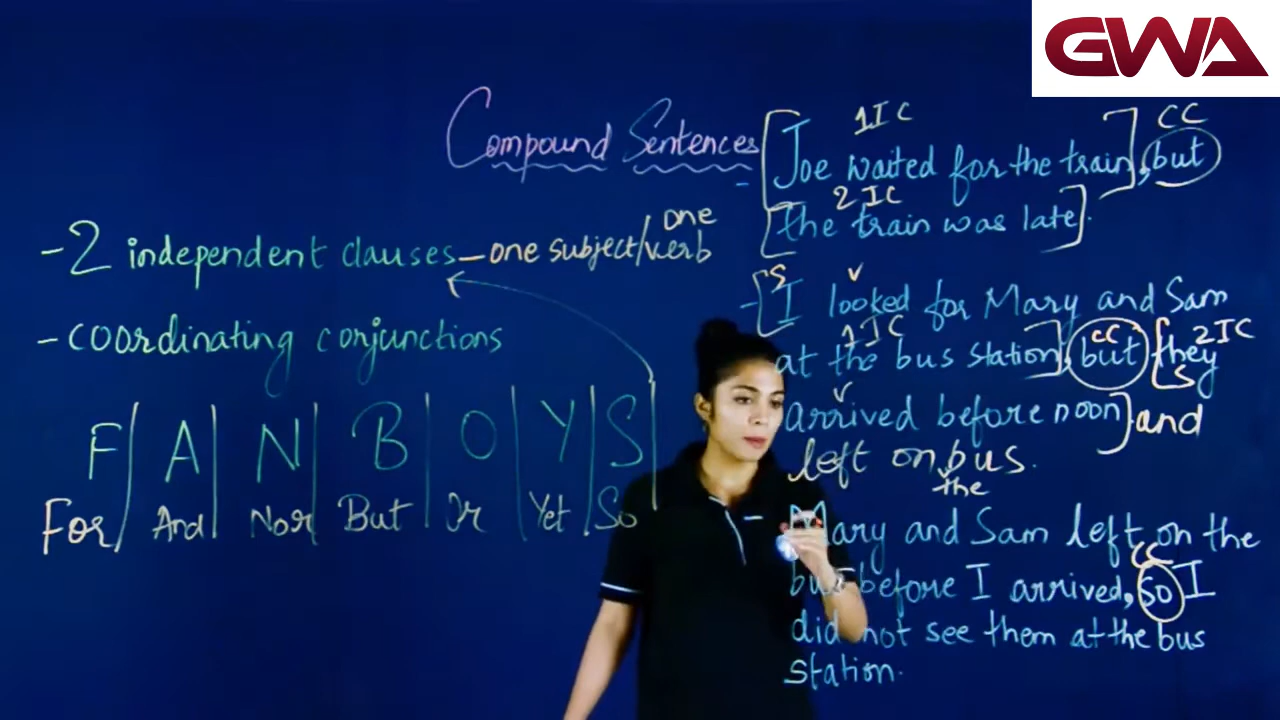 GWA
Compound Sentences
- 2 independent clauses - one subject/one verb
- coordinating conjunctions
F | A | N | B | O | Y | S
For | And | Nor | But | Or | Yet | So
1IC CC
- [Joe waited for the train], but
2IC
[the train was late].
S V
- [I looked for Mary and Sam
1IC CC 2IC
at the bus station], but [they
S
V
arrived before noon] and
left on bus.
the
Mary and Sam left on the
CC
bus before I arrived, so I
did not see them at the bus
station.